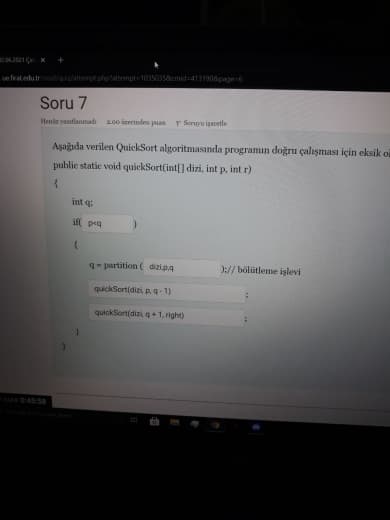 Soru 7
Henüz yanıtlanmadı 2.00 üzerinden puan Soruyu işaretle
Aşağıda verilen QuickSort algoritmasında programın doğru çalışması için eksik
public static void quickSort(int[] dizi, int p, int r)
{
int q;
if( p<q )
{
q = partition ( dizi,p,q );// bölütleme işlevi
quickSort(dizi, p, q - 1) ;
quickSort(dizi, q + 1, right) ;
}
}
0:45:58